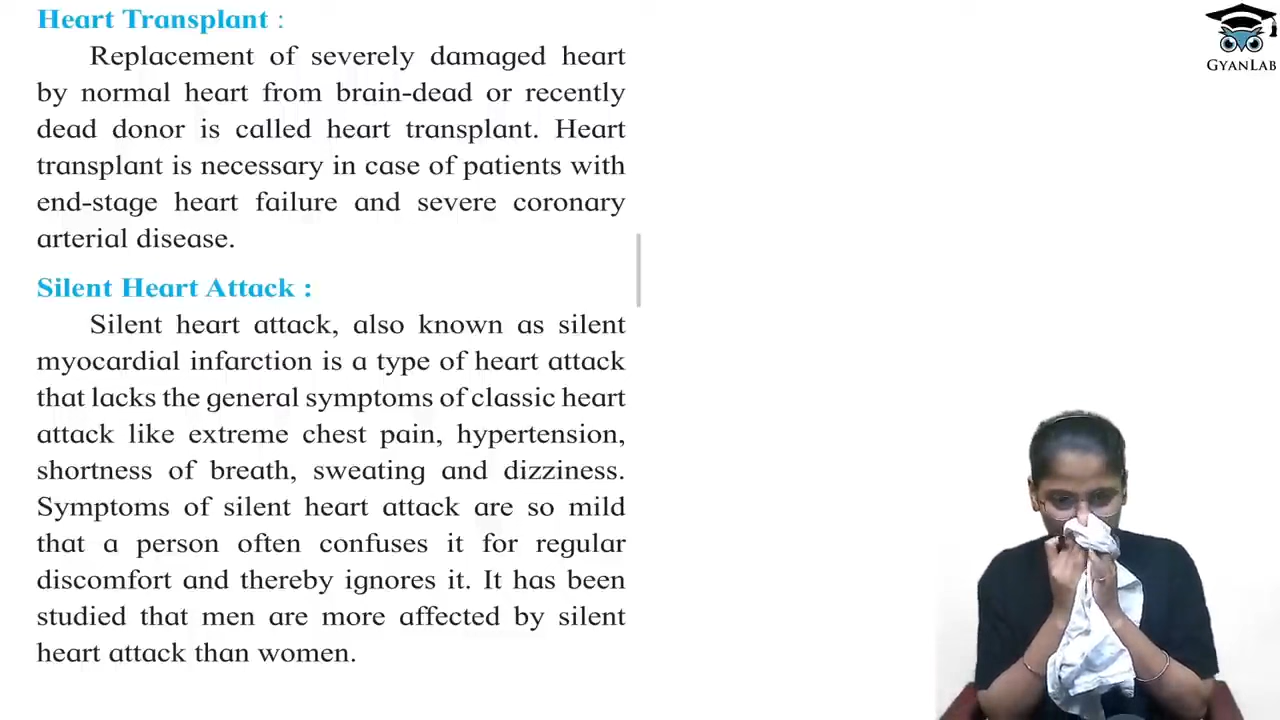 Heart Transplant :
Replacement of severely damaged heart
by normal heart from brain-dead or recently
dead donor is called heart transplant. Heart
transplant is necessary in case of patients with
end-stage heart failure and severe coronary
arterial disease.
Silent Heart Attack :
Silent heart attack, also known as silent
myocardial infarction is a type of heart attack
that lacks the general symptoms of classic heart
attack like extreme chest pain, hypertension,
shortness of breath, sweating and dizziness.
Symptoms of silent heart attack are so mild
that a person often confuses it for regular
discomfort and thereby ignores it. It has been
studied that men are more affected by silent
heart attack than women.
GYANLAB